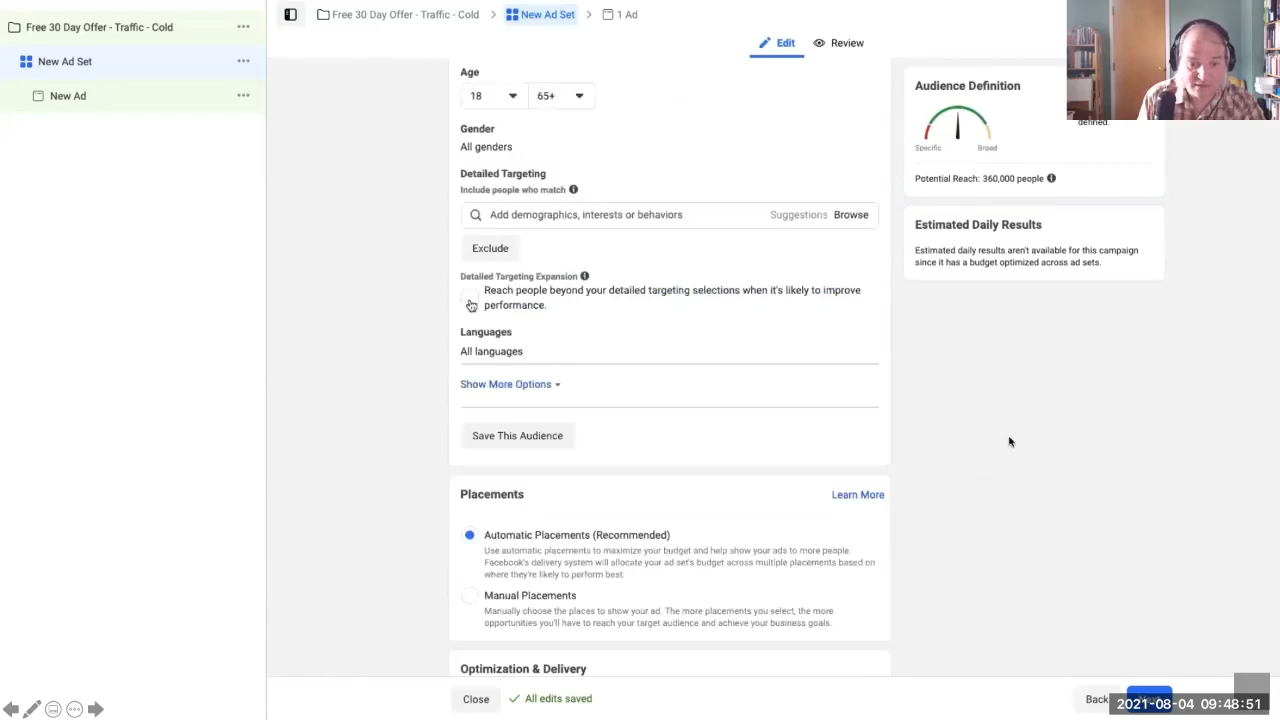 Free 30 Day Offer - Traffic - Cold
New Ad Set
New Ad
Free 30 Day Offer - Traffic - Cold
New Ad Set
1 Ad
Edit
Review
Age
18
65+
Gender
All genders
Detailed Targeting
Include people who match
Add demographics, interests or behaviors
Suggestions
Browse
Exclude
Detailed Targeting Expansion
Reach people beyond your detailed targeting selections when it's likely to improve
performance.
Languages
All languages
Show More Options
Save This Audience
Placements
Learn More
Automatic Placements (Recommended)
Use automatic placements to maximize your budget and help show your ads to more people.
Facebook's delivery system will allocate your ad set's budget across multiple placements based on
where they're likely to perform best.
Manual Placements
Manually choose the places to show your ad. The more placements you select, the more
opportunities you'll have to reach your target audience and achieve your business goals.
Optimization & Delivery
Close
All edits saved
Back
Audience Definition
defined.
Specific
Broad
Potential Reach: 360,000 people
Estimated Daily Results
Estimated daily results aren't available for this campaign
since it has a budget optimized across ad sets.
2021-08-04 09:48:51